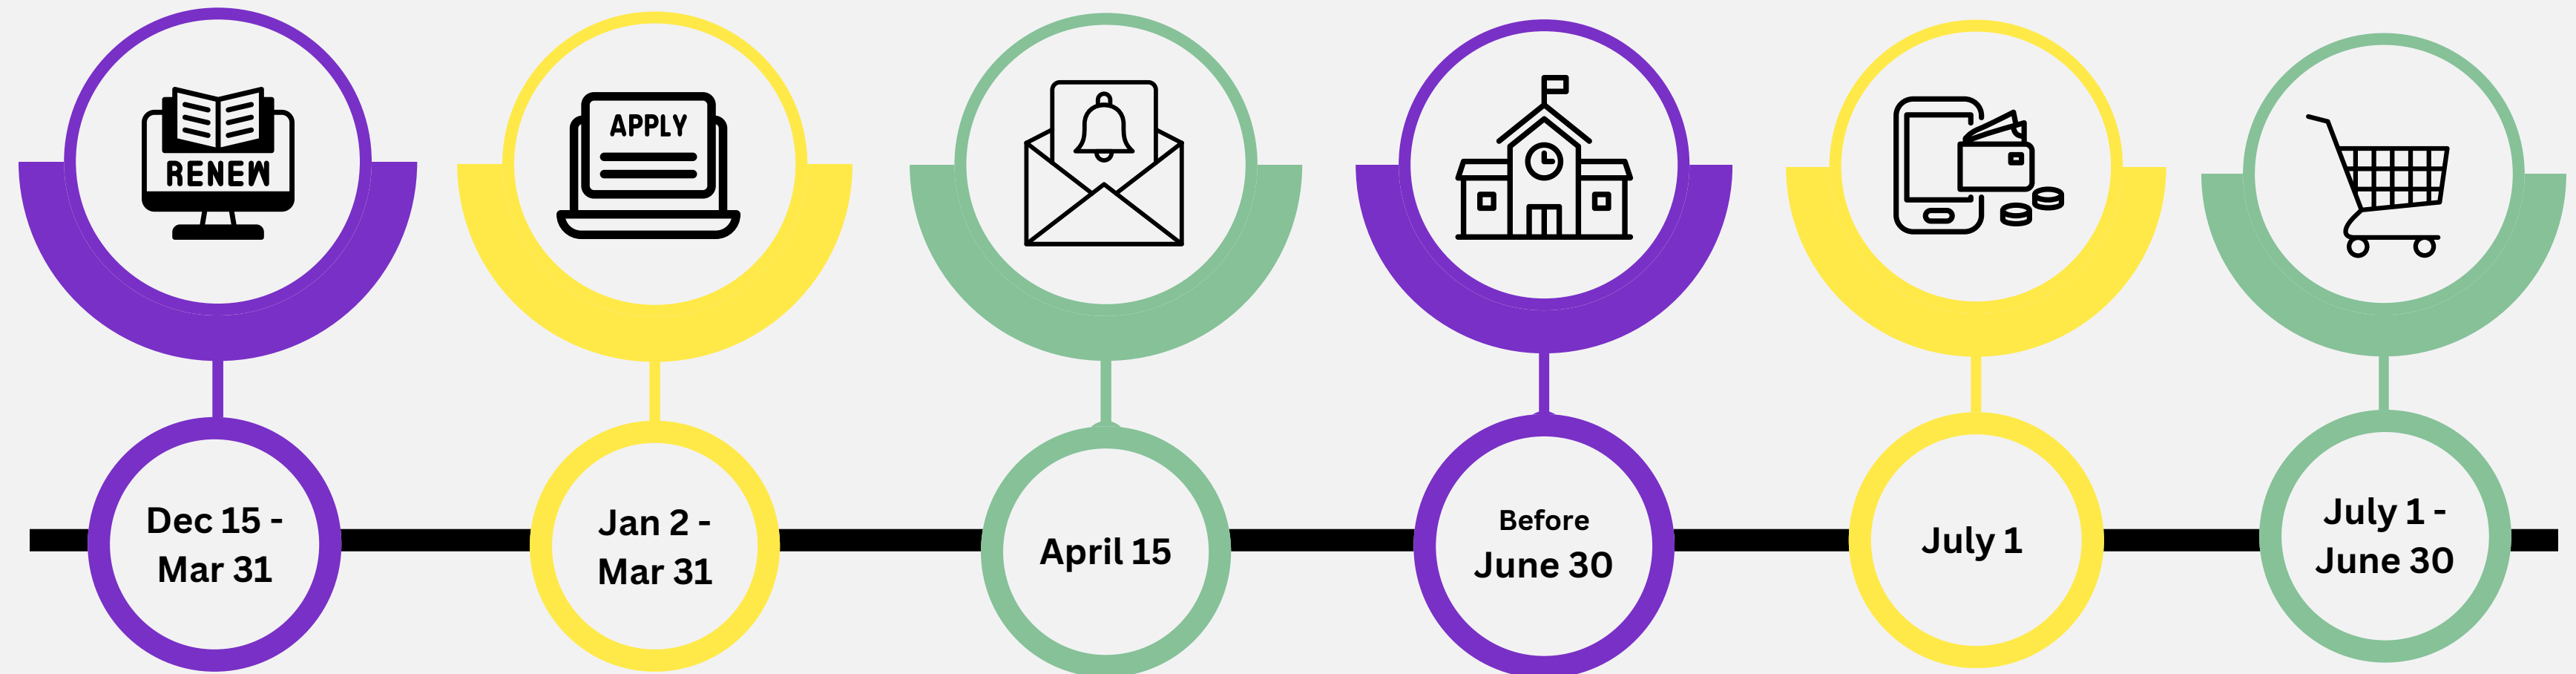 RENEW
APPLY
Dec 15 -
Mar 31
Jan 2 -
Mar 31
April 15
Before
June 30
July 1
July 1 -
June 30